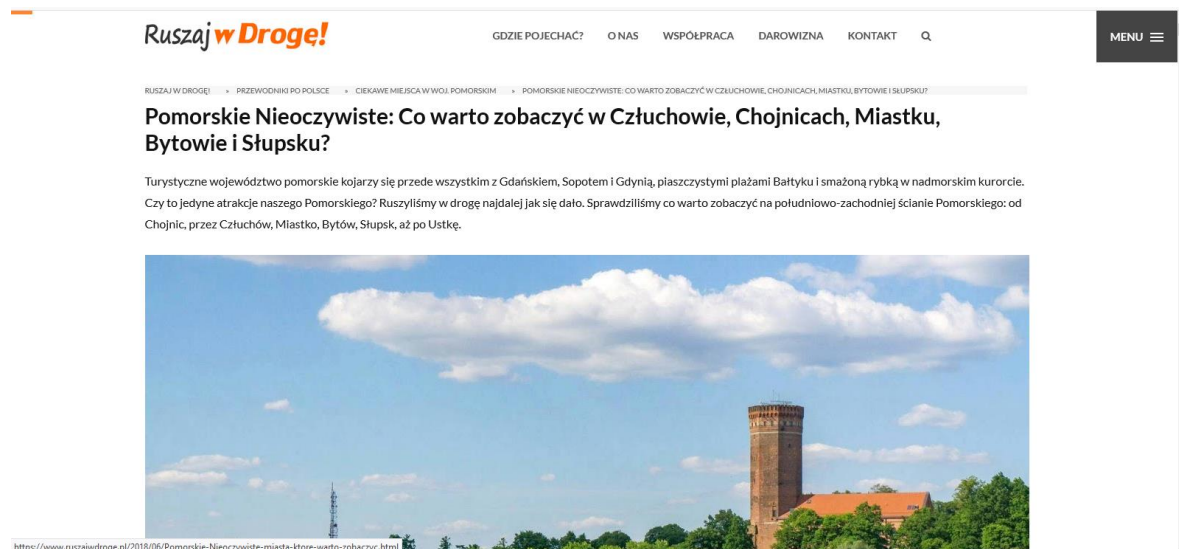 Ruszaj w Drogę!
GDZIE POJECHAĆ? O NAS WSPÓŁPRACA DAROWIZNA KONTAKT
MENU
RUSZAJ W DROGĘ! » PRZEWODNIKI PO POLSCE » CIEKAWE MIEJSCA W WOJ. POMORSKIM » POMORSKIE NIEOCZYWISTE: CO WARTO ZOBACZYĆ W CZŁUCHOWIE, CHOJNICACH, MIASTKU, BYTOWIE I SŁUPSKU?
Pomorskie Nieoczywiste: Co warto zobaczyć w Człuchowie, Chojnicach, Miastku,
Bytowie i Słupsku?
Turystyczne województwo pomorskie kojarzy się przede wszystkim z Gdańskiem, Sopotem i Gdynią, piaszczystymi plażami Bałtyku i smażoną rybką w nadmorskim kurorcie.
Czy to jedyne atrakcje naszego Pomorskiego? Ruszyliśmy w drogę najdalej jak się dało. Sprawdziliśmy co warto zobaczyć na południowo-zachodniej ścianie Pomorskiego: od
Chojnic, przez Człuchów, Miastko, Bytów, Słupsk, aż po Ustkę.
https://www.ruszajwdroge.pl/2018/06/Pomorskie-Nieoczywiste-miasta-ktore-warto-zobaczyc.html